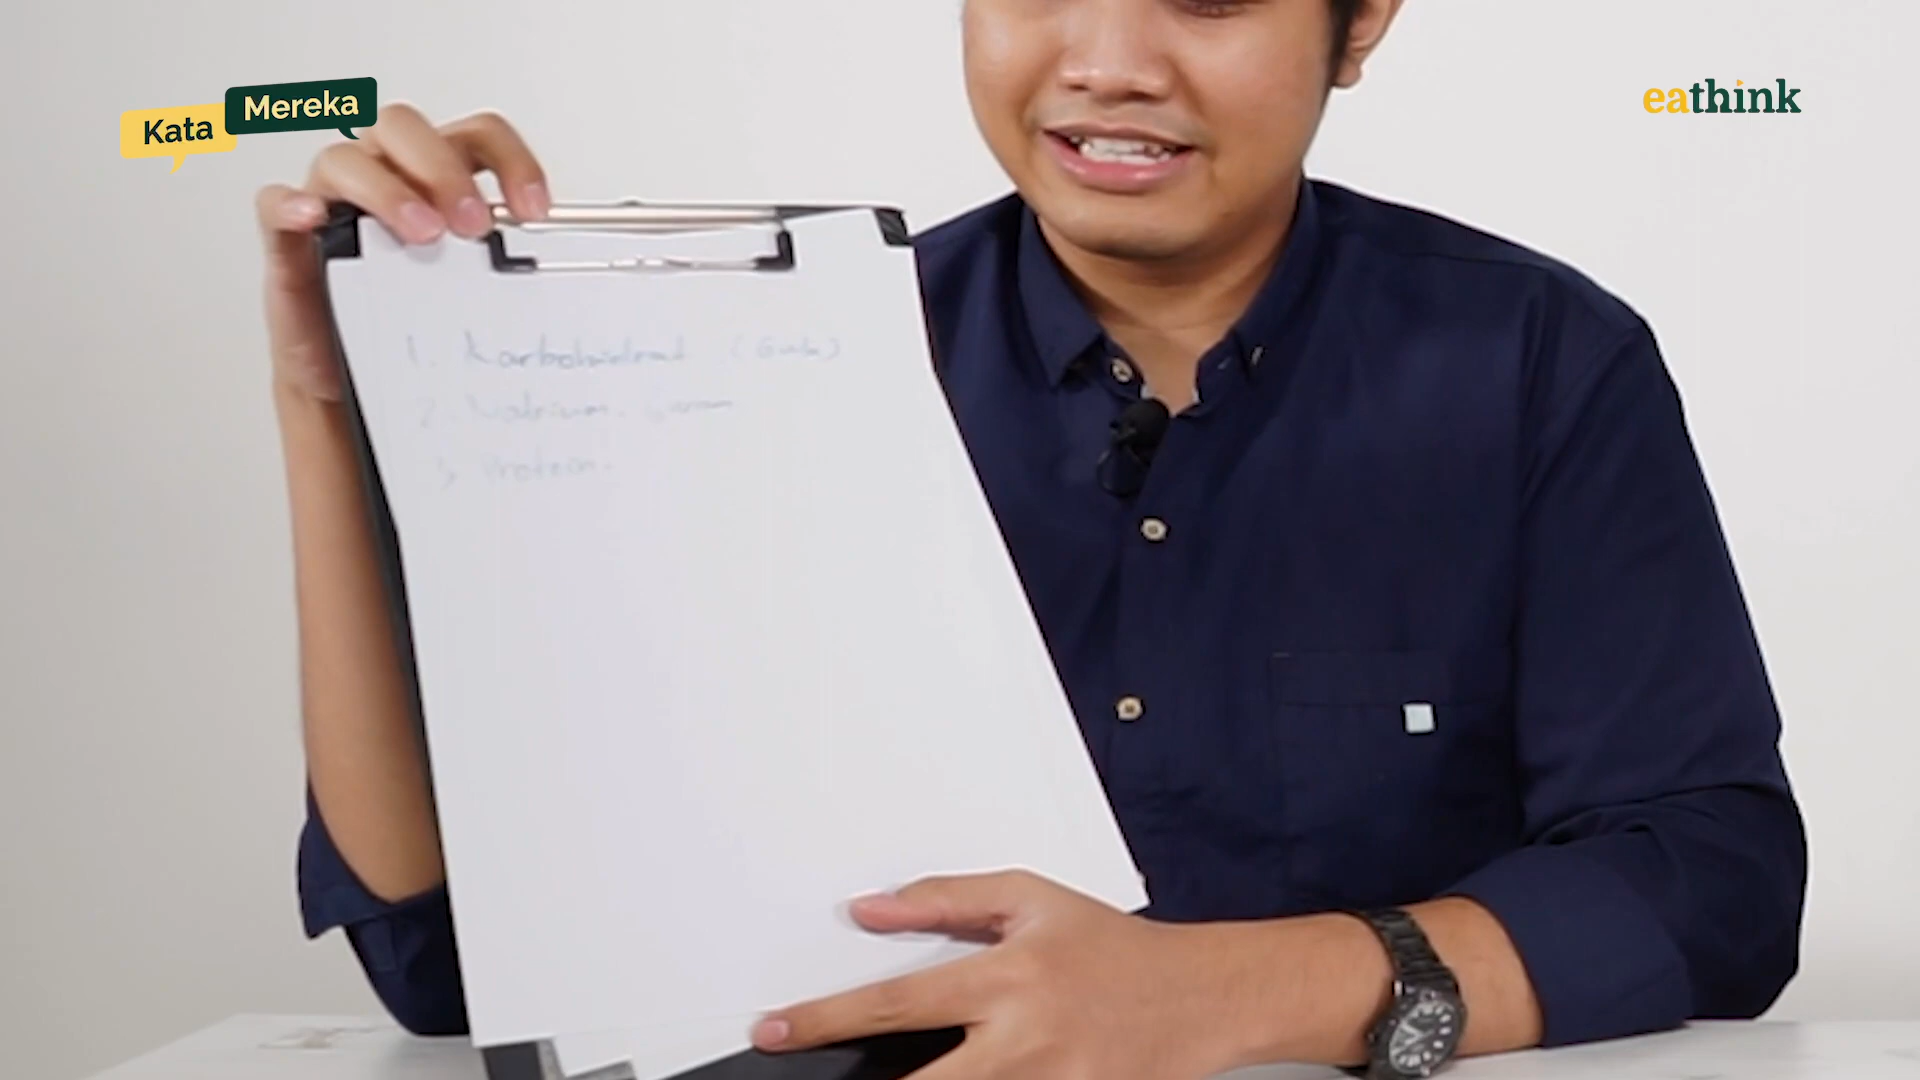 Kata Mereka
eathink
1. Karbohidrat (Gula)
2. Natrium. garam
3. Protein.